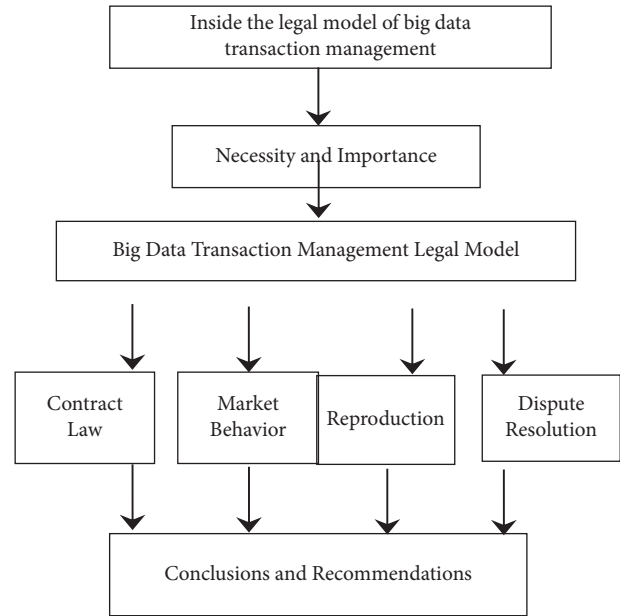 Inside the legal model of big data
transaction management
Necessity and Importance
Big Data Transaction Management Legal Model
Contract
Law
Market
Behavior
Reproduction
Dispute
Resolution
Conclusions and Recommendations